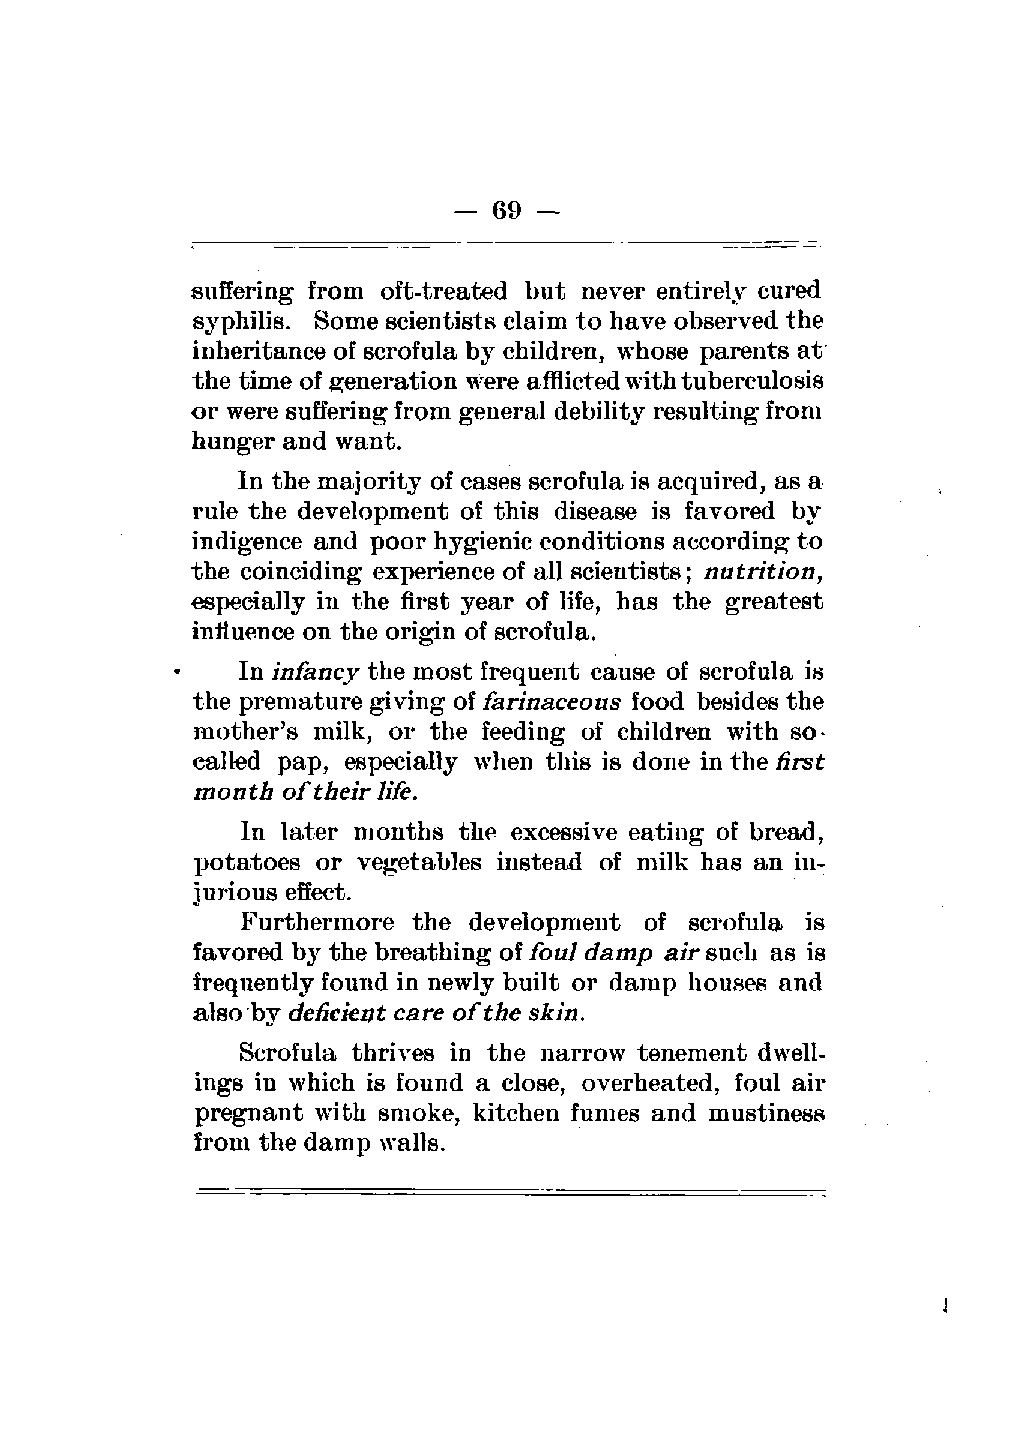 — 69 —
suffering from oft-treated but never entirely cured
syphilis. Some scientists claim to have observed the
inheritance of scrofula by children, whose parents at
the time of generation were afflicted with tuberculosis
or were suffering from general debility resulting from
hunger and want.
In the majority of cases scrofula is acquired, as a
rule the development of this disease is favored by
indigence and poor hygienic conditions according to
the coinciding experience of all scientists; nutrition,
especially in the first year of life, has the greatest
influence on the origin of scrofula.
In infancy the most frequent cause of scrofula is
the premature giving of farinaceous food besides the
mother's milk, or the feeding of children with so-
called pap, especially when this is done in the first
month of their life.
In later months the excessive eating of bread,
potatoes or vegetables instead of milk has an in-
jurious effect.
Furthermore the development of scrofula is
favored by the breathing of foul damp air such as is
frequently found in newly built or damp houses and
also by deficient care of the skin.
Scrofula thrives in the narrow tenement dwell-
ings in which is found a close, overheated, foul air
pregnant with smoke, kitchen fumes and mustiness
from the damp walls.